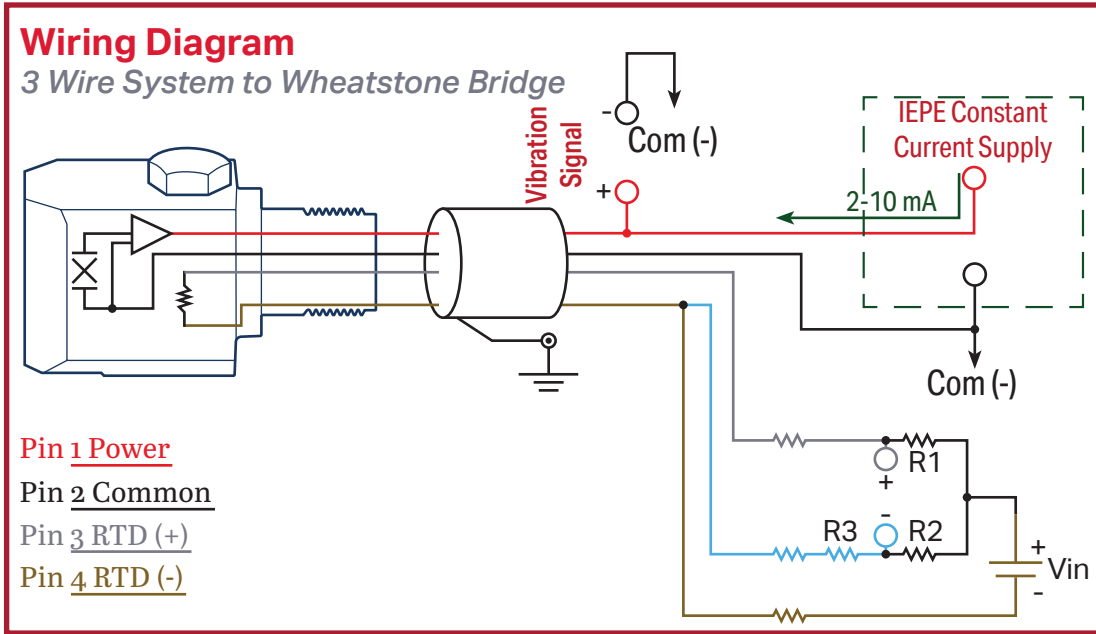 Wiring Diagram
3 Wire System to Wheatstone Bridge
Vibration
Signal
-
Com (-)
+
IEPE Constant
Current Supply
2-10 mA
Com (-)
Pin 1 Power
Pin 2 Common
Pin 3 RTD (+)
Pin 4 RTD (-)
R1
+
-
R3
R2
+
Vin
-